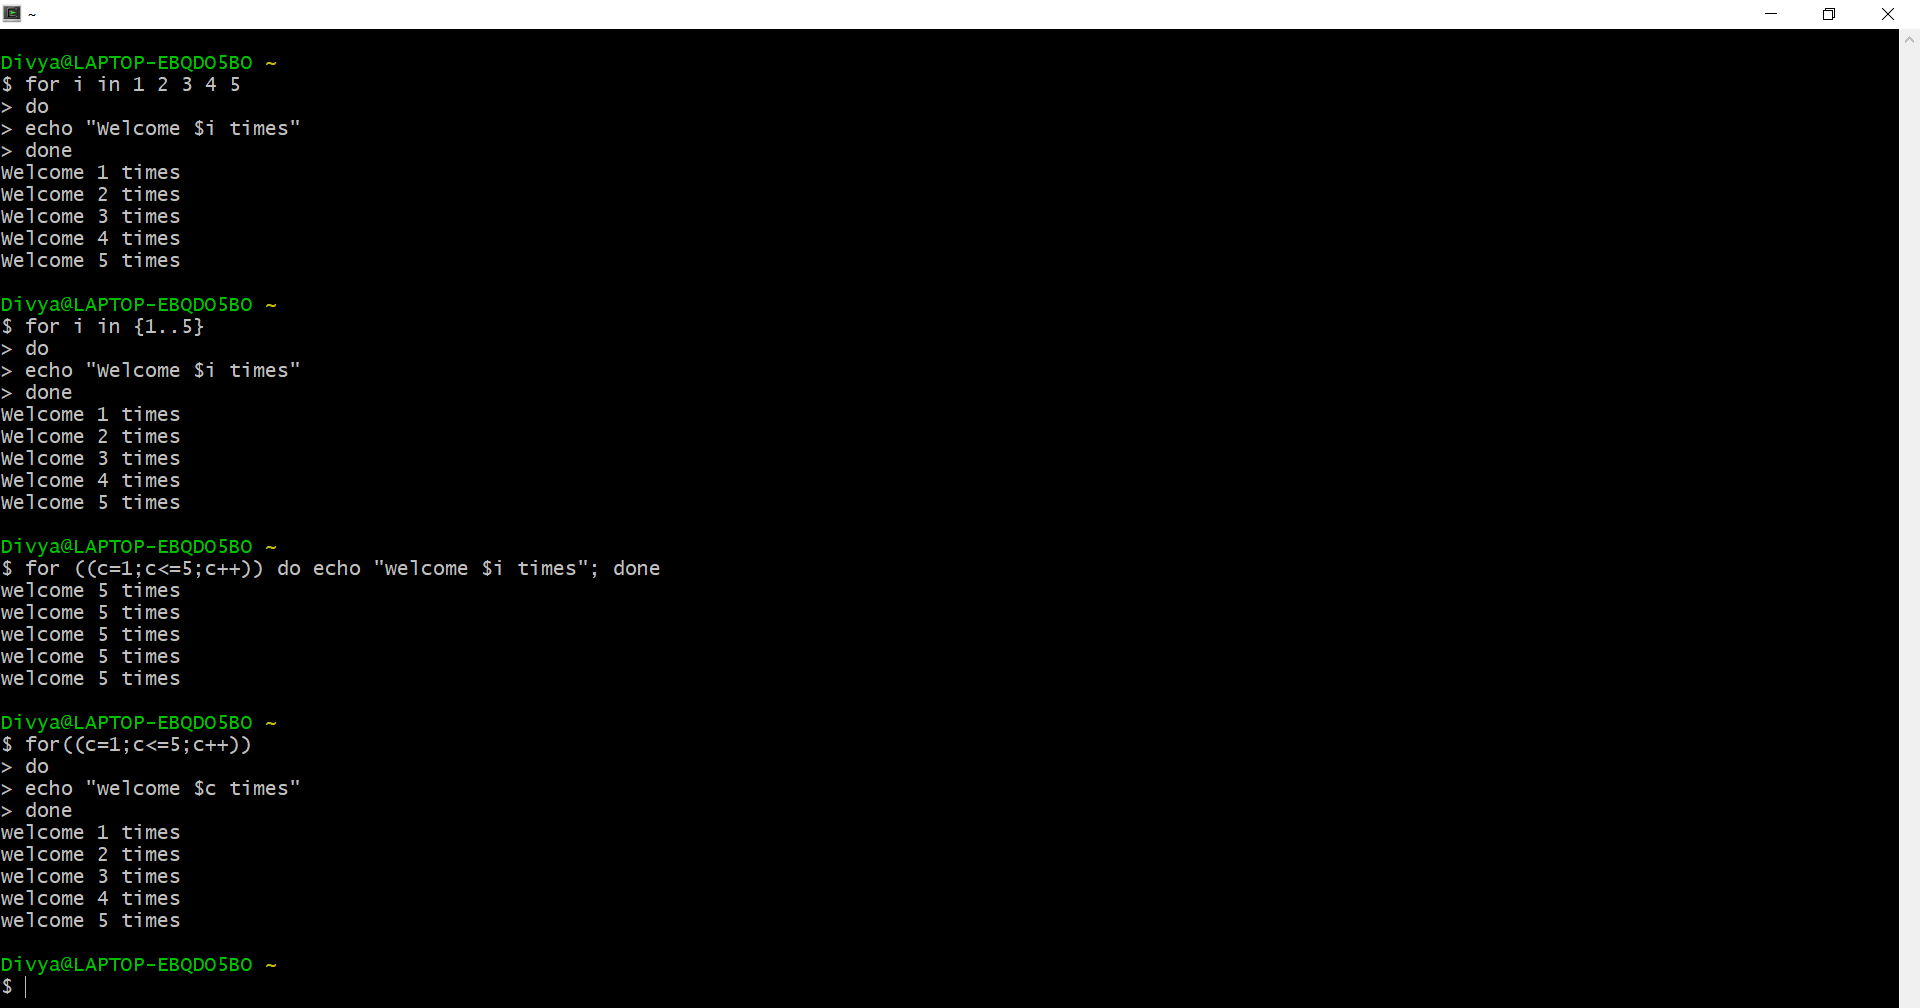 ~
Divya@LAPTOP-EBQDO5BO ~
$ for i in 1 2 3 4 5
> do
> echo "Welcome $i times"
> done
Welcome 1 times
Welcome 2 times
Welcome 3 times
Welcome 4 times
Welcome 5 times
Divya@LAPTOP-EBQDO5BO ~
$ for i in {1..5}
> do
> echo "Welcome $i times"
> done
Welcome 1 times
Welcome 2 times
Welcome 3 times
Welcome 4 times
Welcome 5 times
Divya@LAPTOP-EBQDO5BO ~
$ for ((c=1;c<=5;c++)) do echo "welcome $i times"; done
welcome 5 times
welcome 5 times
welcome 5 times
welcome 5 times
welcome 5 times
Divya@LAPTOP-EBQDO5BO ~
$ for((c=1;c<=5;c++))
> do
> echo "welcome $c times"
> done
welcome 1 times
welcome 2 times
welcome 3 times
welcome 4 times
welcome 5 times
Divya@LAPTOP-EBQDO5BO ~
$